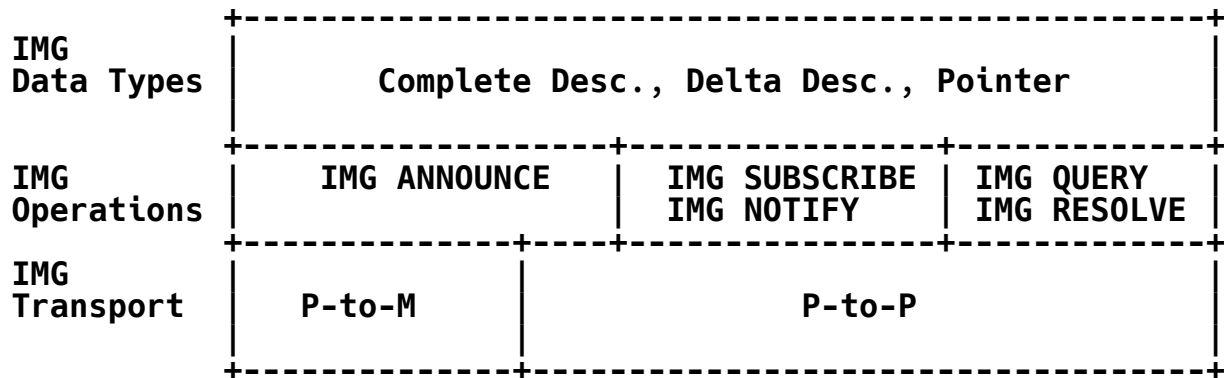 IMG
Data Types Complete Desc., Delta Desc., Pointer
IMG IMG ANNOUNCE IMG SUBSCRIBE IMG QUERY
Operations IMG NOTIFY IMG RESOLVE
IMG
Transport P-to-M P-to-P